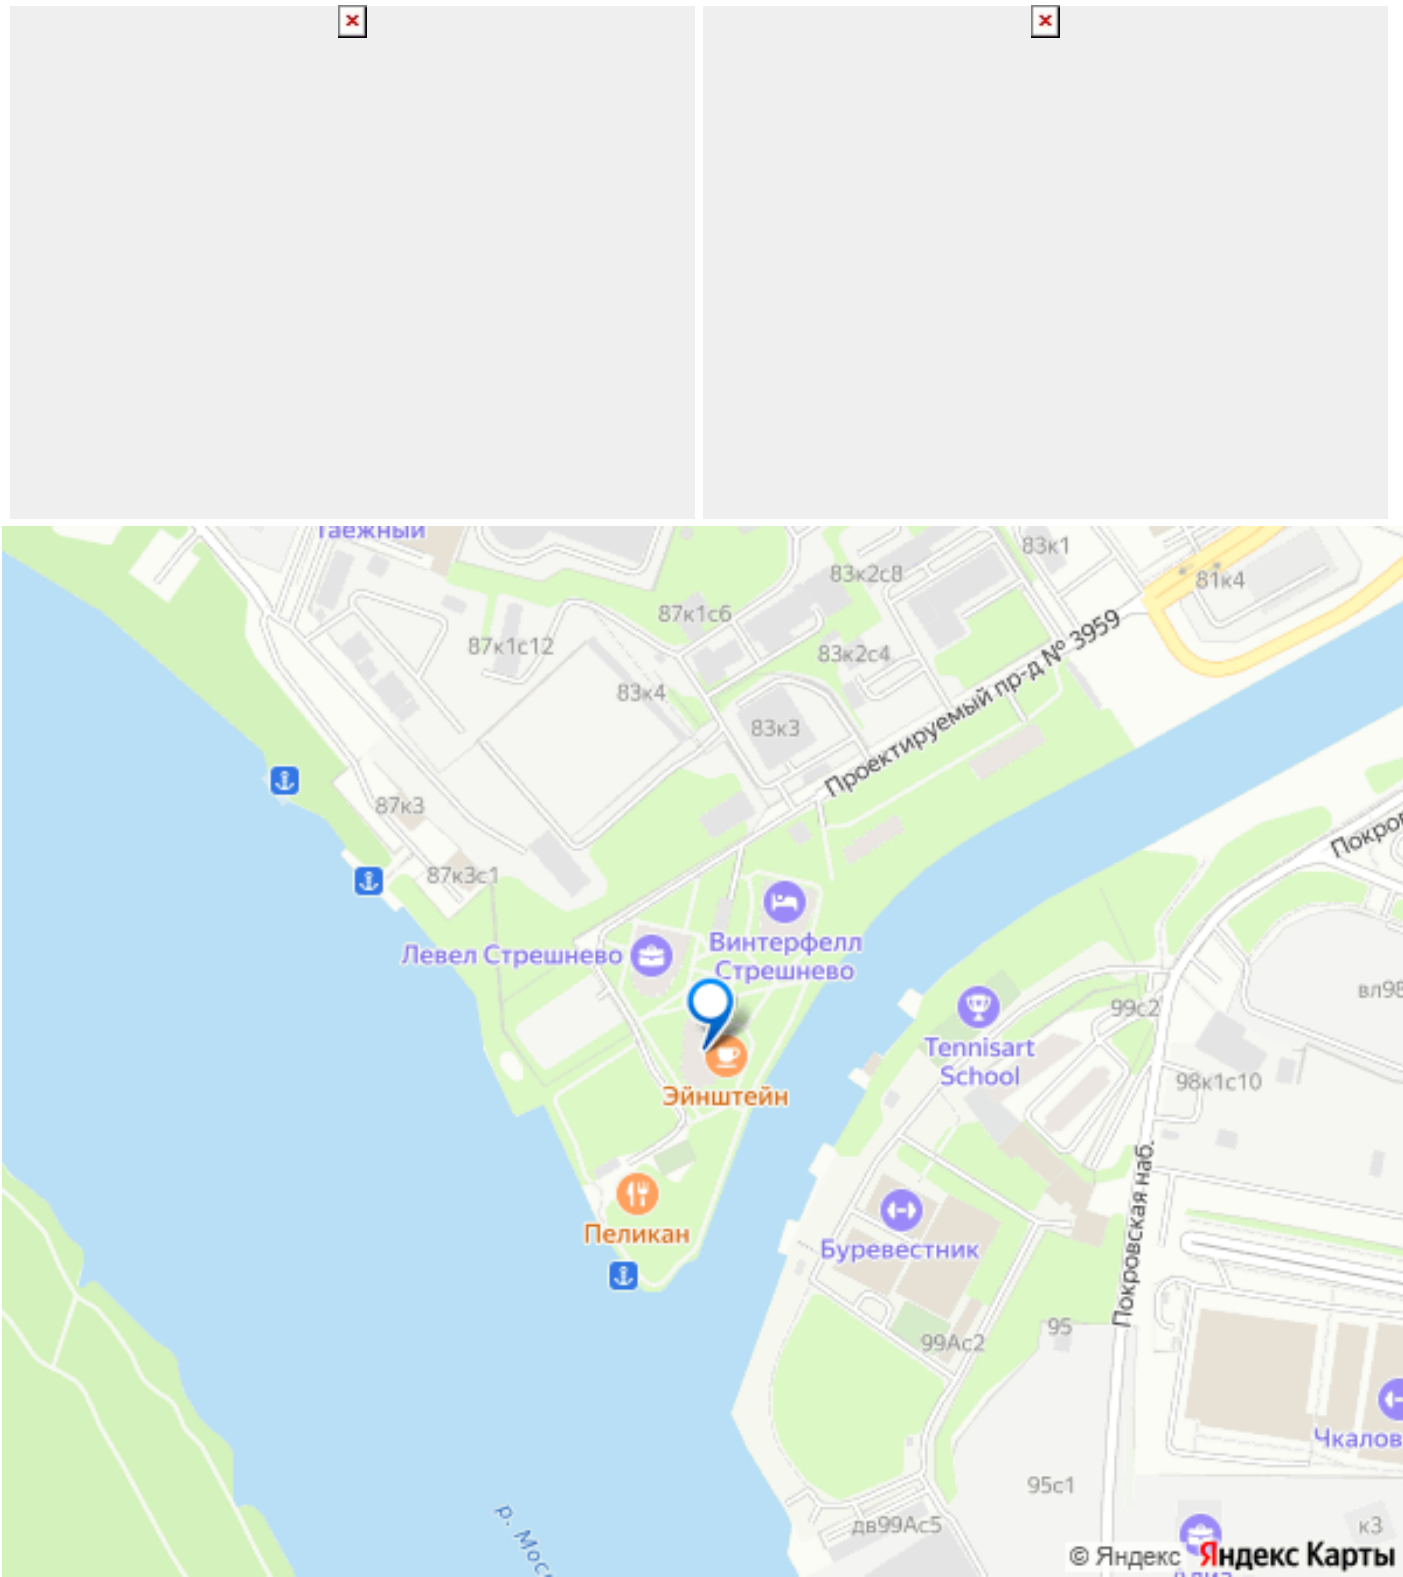 Таёжный
83к1
83к2с8
81к4
87к1с6
87к1с12
83к2с4
Проектируемый пр-д № 3959
83к4
83к3
87к3
Покро
87к3с1
Левел Стрешнево
Винтерфелл
Стрешнево
вл98
99с2
Tennisart
School
98к1с10
Эйнштейн
Покровская наб.
Пеликан
Буревестник
95
99Ас2
Чкалов
95с1
р. Моск
дв99Ас5
к3
© Яндекс Яндекс Карты